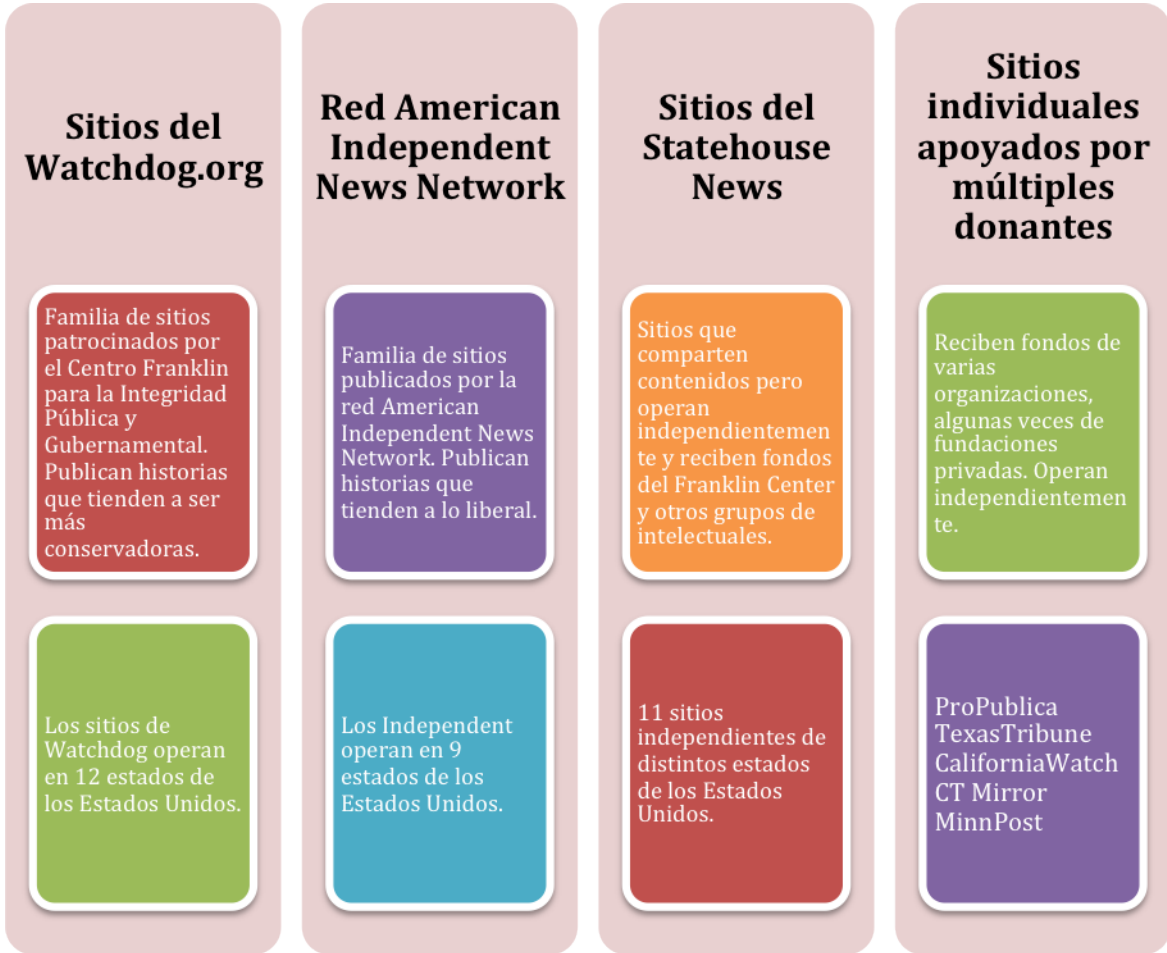 Sitios del
Watchdog.org
Familia de sitios
patrocinados por
el Centro Franklin
para la Integridad
Pública y
Gubernamental.
Publican historias
que tienden a ser
más
conservadoras.
Los sitios de
Watchdog operan
en 12 estados de
los Estados Unidos.
Red American
Independent
News Network
Familia de sitios
publicados por la
red American
Independent News
Network. Publican
historias que
tienden a lo liberal.
Los Independent
operan en 9
estados de los
Estados Unidos.
Sitios del
Statehouse
News
Sitios que
comparten
contenidos pero
operan
independientemen
te y reciben fondos
del Franklin Center
y otros grupos de
intelectuales.
11 sitios
independientes de
distintos estados
de los Estados
Unidos.
Sitios
individuales
apoyados por
múltiples
donantes
Reciben fondos de
varias
organizaciones,
algunas veces de
fundaciones
privadas. Operan
independientemen
te.
ProPublica
TexasTribune
CaliforniaWatch
CT Mirror
MinnPost